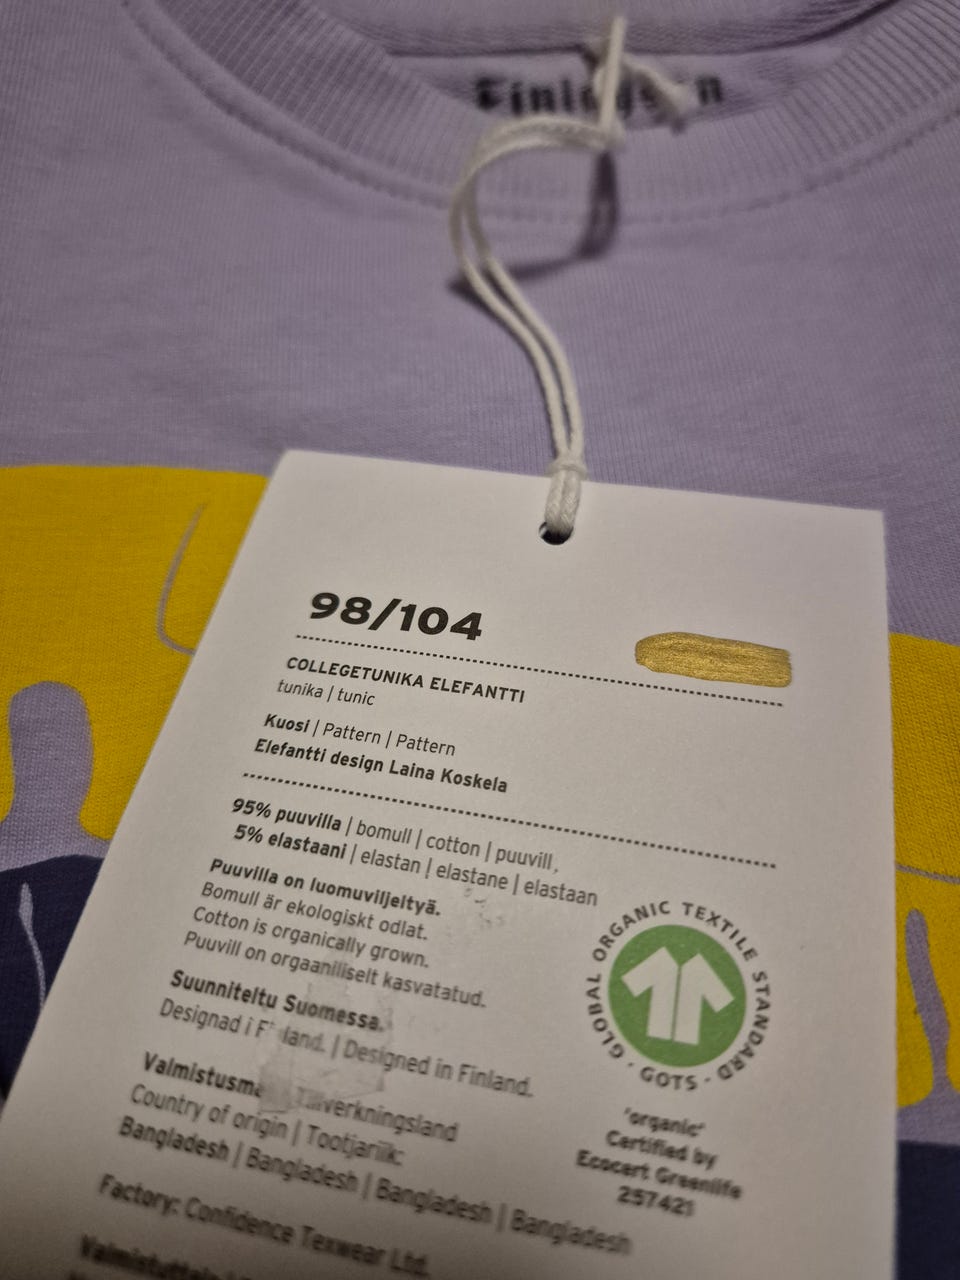 Finlayson
98/104
COLLEGETUNIKA ELEFANTTI
tunika | tunic
Kuosi | Pattern | Pattern
Elefantti design Laina Koskela
95% puuvilla | bomull | cotton | puuvill,
5% elastaani | elastan | elastane | elastaan
Puuvilla on luomuviljeltyä.
Bomull är ekologiskt odlat.
Cotton is organically grown.
Puuvill on orgaaniliselt kasvatatud.
Suunniteltu Suomessa.
Designad i Finland. | Designed in Finland.
Tillverkningsland
Country of origin | Tootjariik:
Bangladesh | Bangladesh | Bangladesh | Bangladesh
Factory: Confidence Texwear Ltd.
GLOBAL ORGANIC TEXTILE STANDARD · GOTS ·
"organic"
Certified by
Ecocert Greenlife
257421